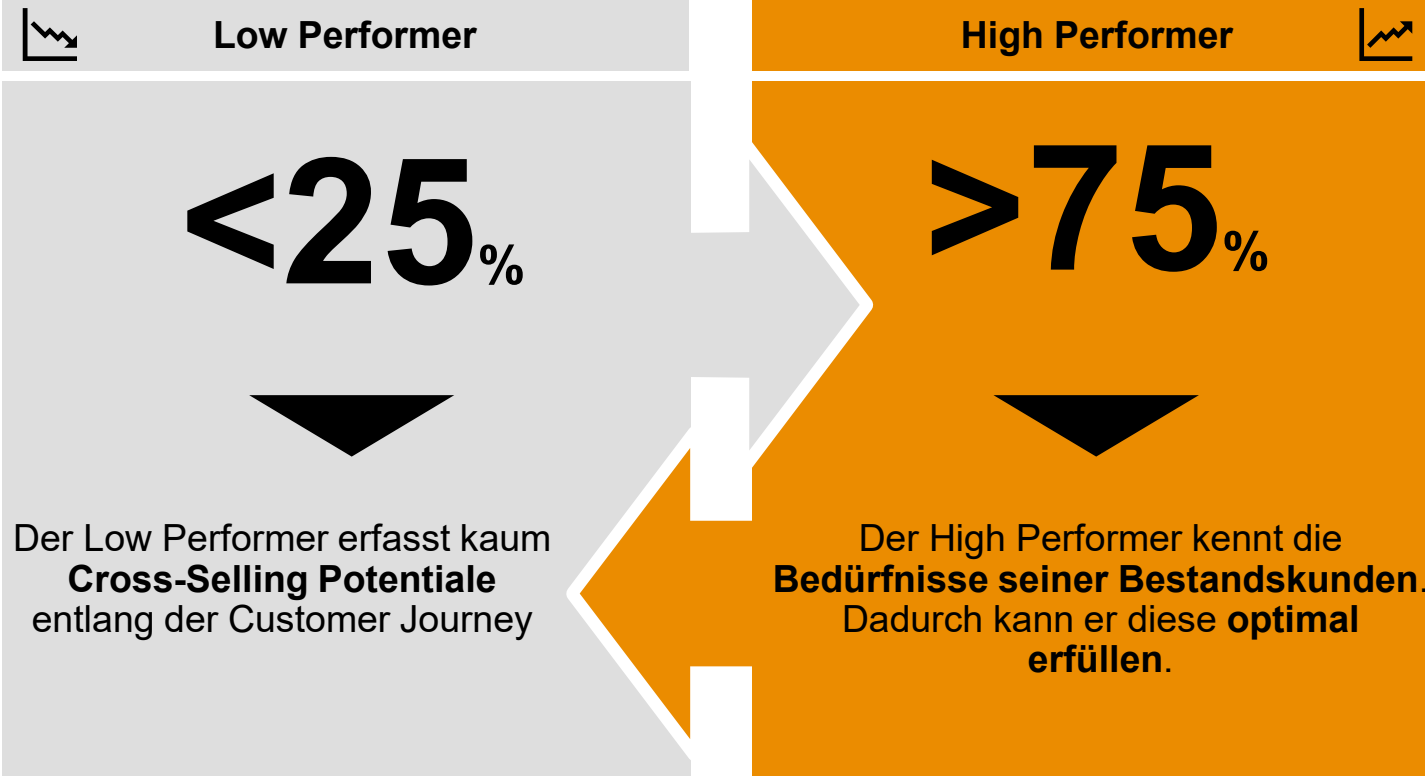 Low Performer
<25%
Der Low Performer erfasst kaum
Cross-Selling Potentiale
entlang der Customer Journey
High Performer
>75%
Der High Performer kennt die
Bedürfnisse seiner Bestandskunden.
Dadurch kann er diese optimal
erfüllen.